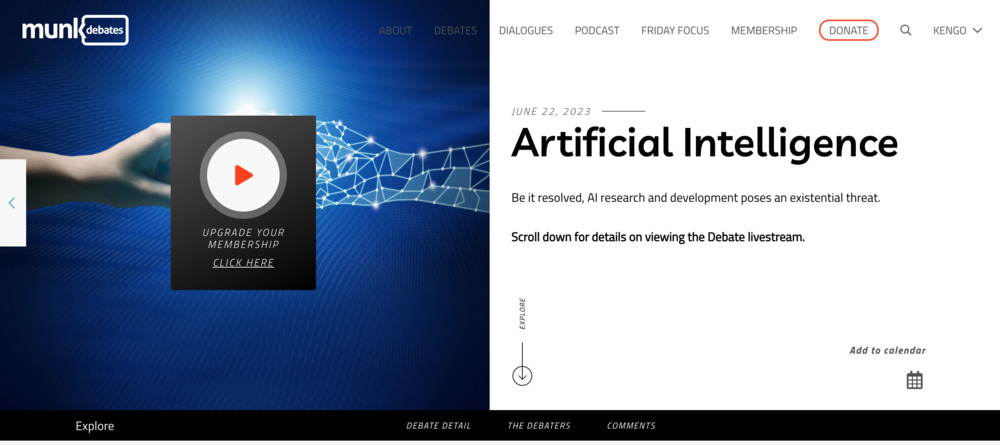 munk debates
ABOUT DEBATES DIALOGUES PODCAST FRIDAY FOCUS MEMBERSHIP DONATE KENGO
JUNE 22, 2023
Artificial Intelligence
Be it resolved, AI research and development poses an existential threat.
Scroll down for details on viewing the Debate livestream.
UPGRADE YOUR
MEMBERSHIP
CLICK HERE
EXPLORE
Add to calendar
Explore DEBATE DETAIL THE DEBATERS COMMENTS